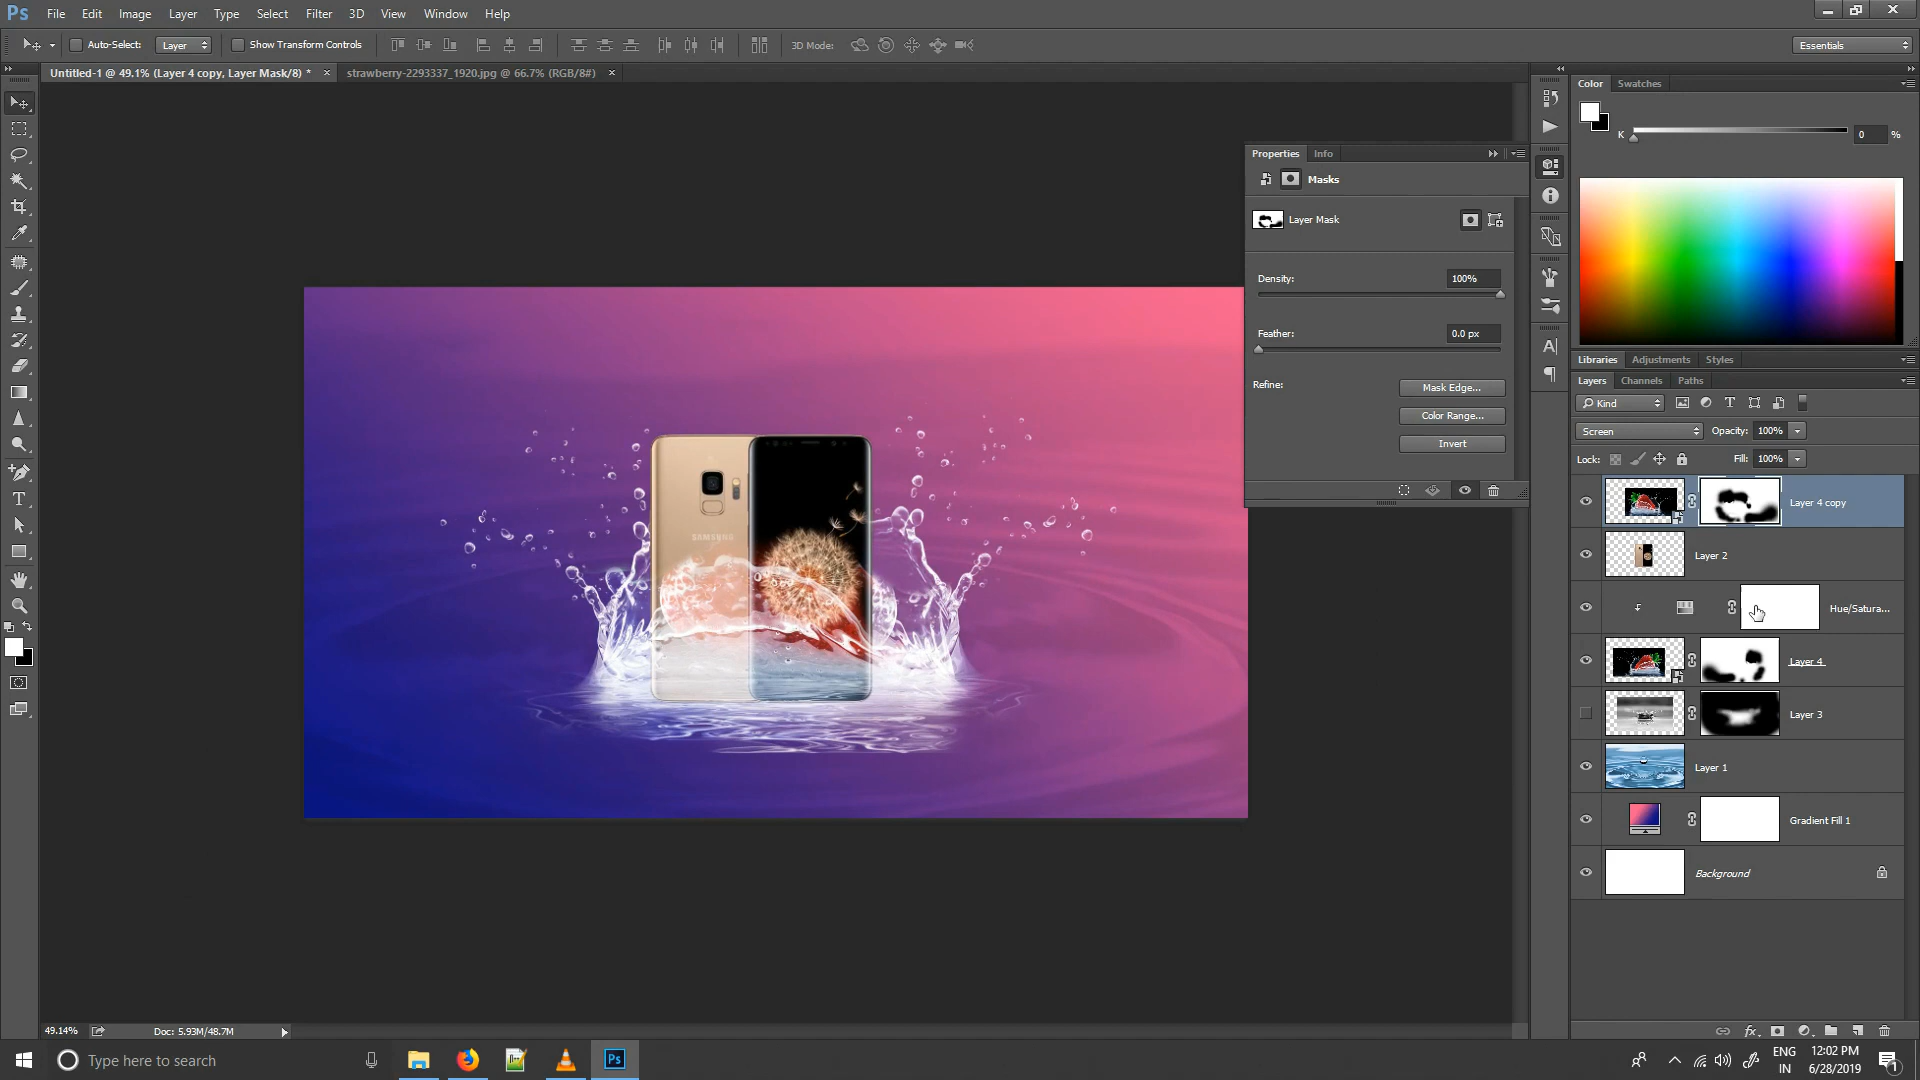 Ps File Edit Image Layer Type Select Filter 3D View Window Help
Auto-Select: Layer Show Transform Controls 3D Mode: Essentials
Untitled-1 @ 49.1% (Layer 4 copy, Layer Mask/8) * × strawberry-2293337_1920.jpg @ 66.7% (RGB/8#) ×
Color Swatches
K 0 %
Properties Info
Masks
Layer Mask
Density: 100%
Feather: 0.0 px
Refine: Mask Edge...
Color Range...
Invert
Libraries Adjustments Styles
Layers Channels Paths
Kind
Screen Opacity: 100%
Lock: Fill: 100%
Layer 4 copy
Layer 2
Hue/Satura...
Layer 4
Layer 3
Layer 1
Gradient Fill 1
Background
SAMSUNG
49.14% Doc: 5.93M/48.7M
fx
Type here to search
Ps
ENG
IN
12:02 PM
6/28/2019
1